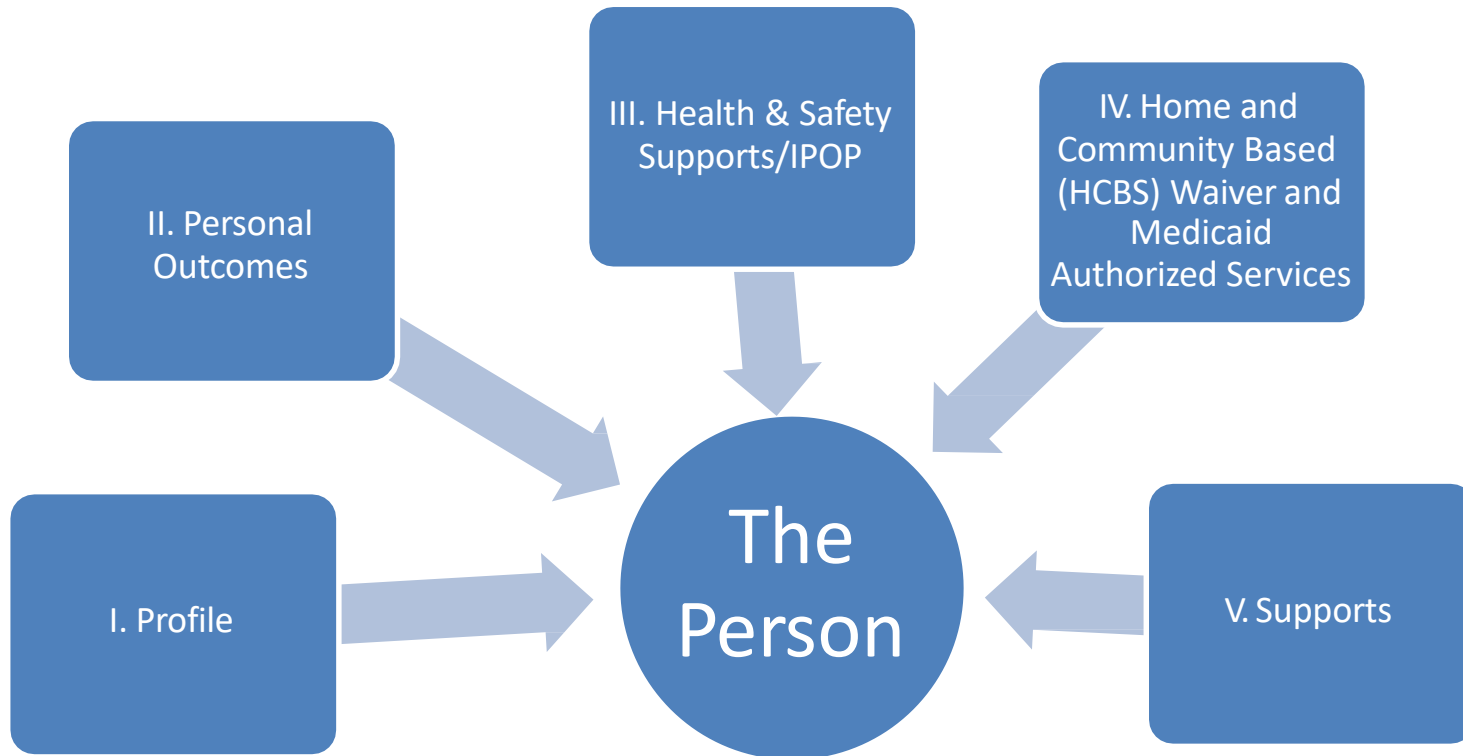 I. Profile
II. Personal
Outcomes
III. Health & Safety
Supports/IPOP
IV. Home and
Community Based
(HCBS) Waiver and
Medicaid
Authorized Services
V. Supports
The
Person